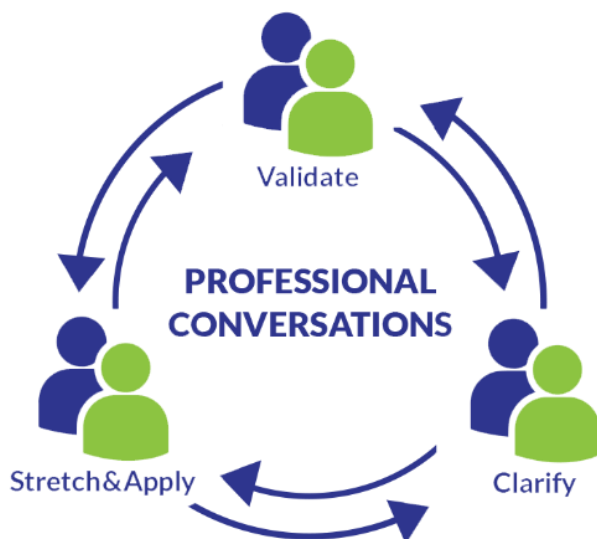 Validate
PROFESSIONAL
CONVERSATIONS
Stretch&Apply
Clarify